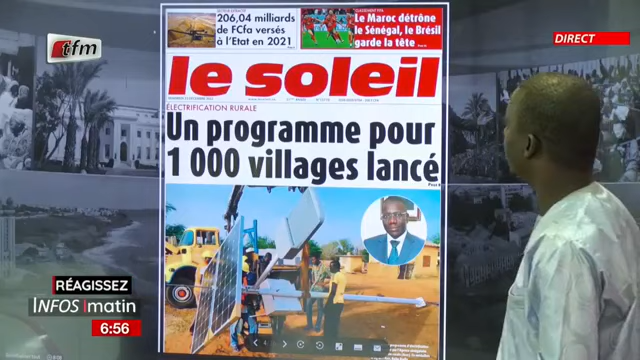 tfm
DIRECT
206,04 milliards
de FCfa versés
à l'Etat en 2021
Le Maroc détrône
le Sénégal, le Brésil
garde la tête
le soleil
ÉLECTRIFICATION RURALE
Un programme pour
1 000 villages lancé
RÉAGISSEZ
INFOS matin
6:56